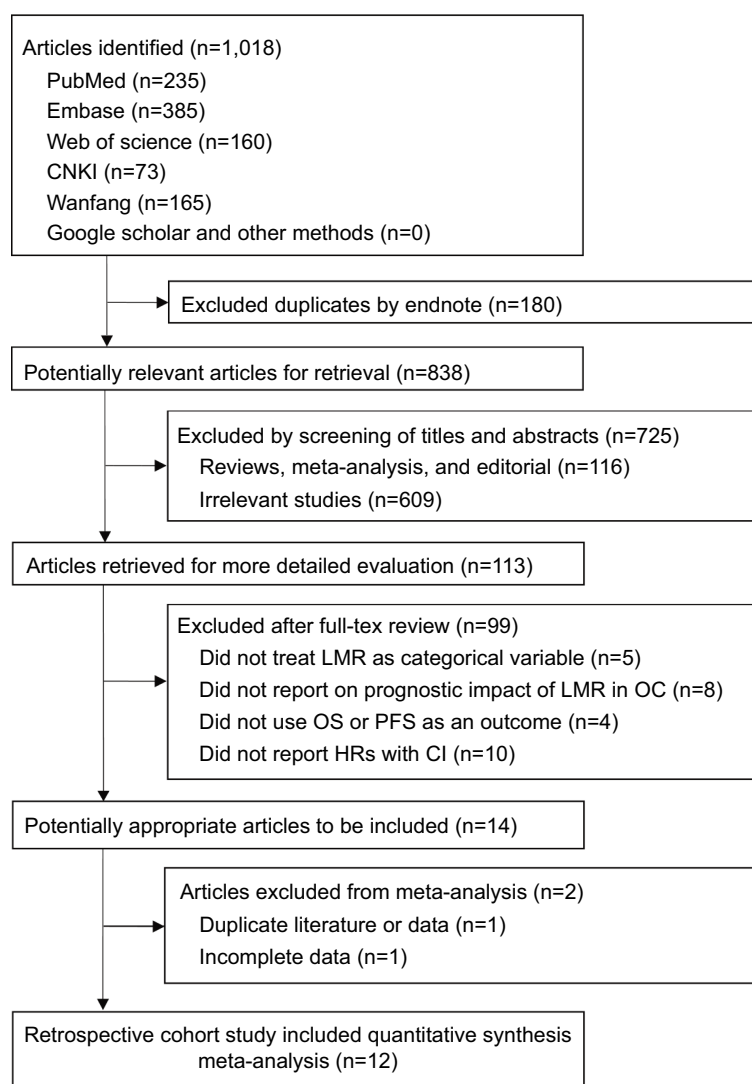 Articles identified (n=1,018)
PubMed (n=235)
Embase (n=385)
Web of science (n=160)
CNKI (n=73)
Wanfang (n=165)
Google scholar and other methods (n=0)
Excluded duplicates by endnote (n=180)
Potentially relevant articles for retrieval (n=838)
Excluded by screening of titles and abstracts (n=725)
Reviews, meta-analysis, and editorial (n=116)
Irrelevant studies (n=609)
Articles retrieved for more detailed evaluation (n=113)
Excluded after full-tex review (n=99)
Did not treat LMR as categorical variable (n=5)
Did not report on prognostic impact of LMR in OC (n=8)
Did not use OS or PFS as an outcome (n=4)
Did not report HRs with CI (n=10)
Potentially appropriate articles to be included (n=14)
Articles excluded from meta-analysis (n=2)
Duplicate literature or data (n=1)
Incomplete data (n=1)
Retrospective cohort study included quantitative synthesis
meta-analysis (n=12)